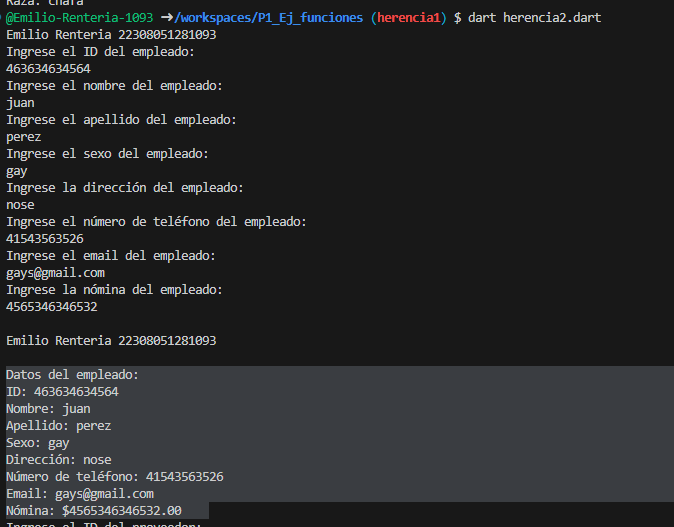 Raza: chafa
@Emilio-Renteria-1093 →/workspaces/P1_Ej_funciones (herencia1) $ dart herencia2.dart
Emilio Renteria 22308051281093
Ingrese el ID del empleado:
463634634564
Ingrese el nombre del empleado:
juan
Ingrese el apellido del empleado:
perez
Ingrese el sexo del empleado:
gay
Ingrese la dirección del empleado:
nose
Ingrese el número de teléfono del empleado:
41543563526
Ingrese el email del empleado:
gays@gmail.com
Ingrese la nómina del empleado:
4565346346532
Emilio Renteria 22308051281093
Datos del empleado:
ID: 463634634564
Nombre: juan
Apellido: perez
Sexo: gay
Dirección: nose
Número de teléfono: 41543563526
Email: gays@gmail.com
Nómina: $4565346346532.00
Ingrese el ID del proveedor: